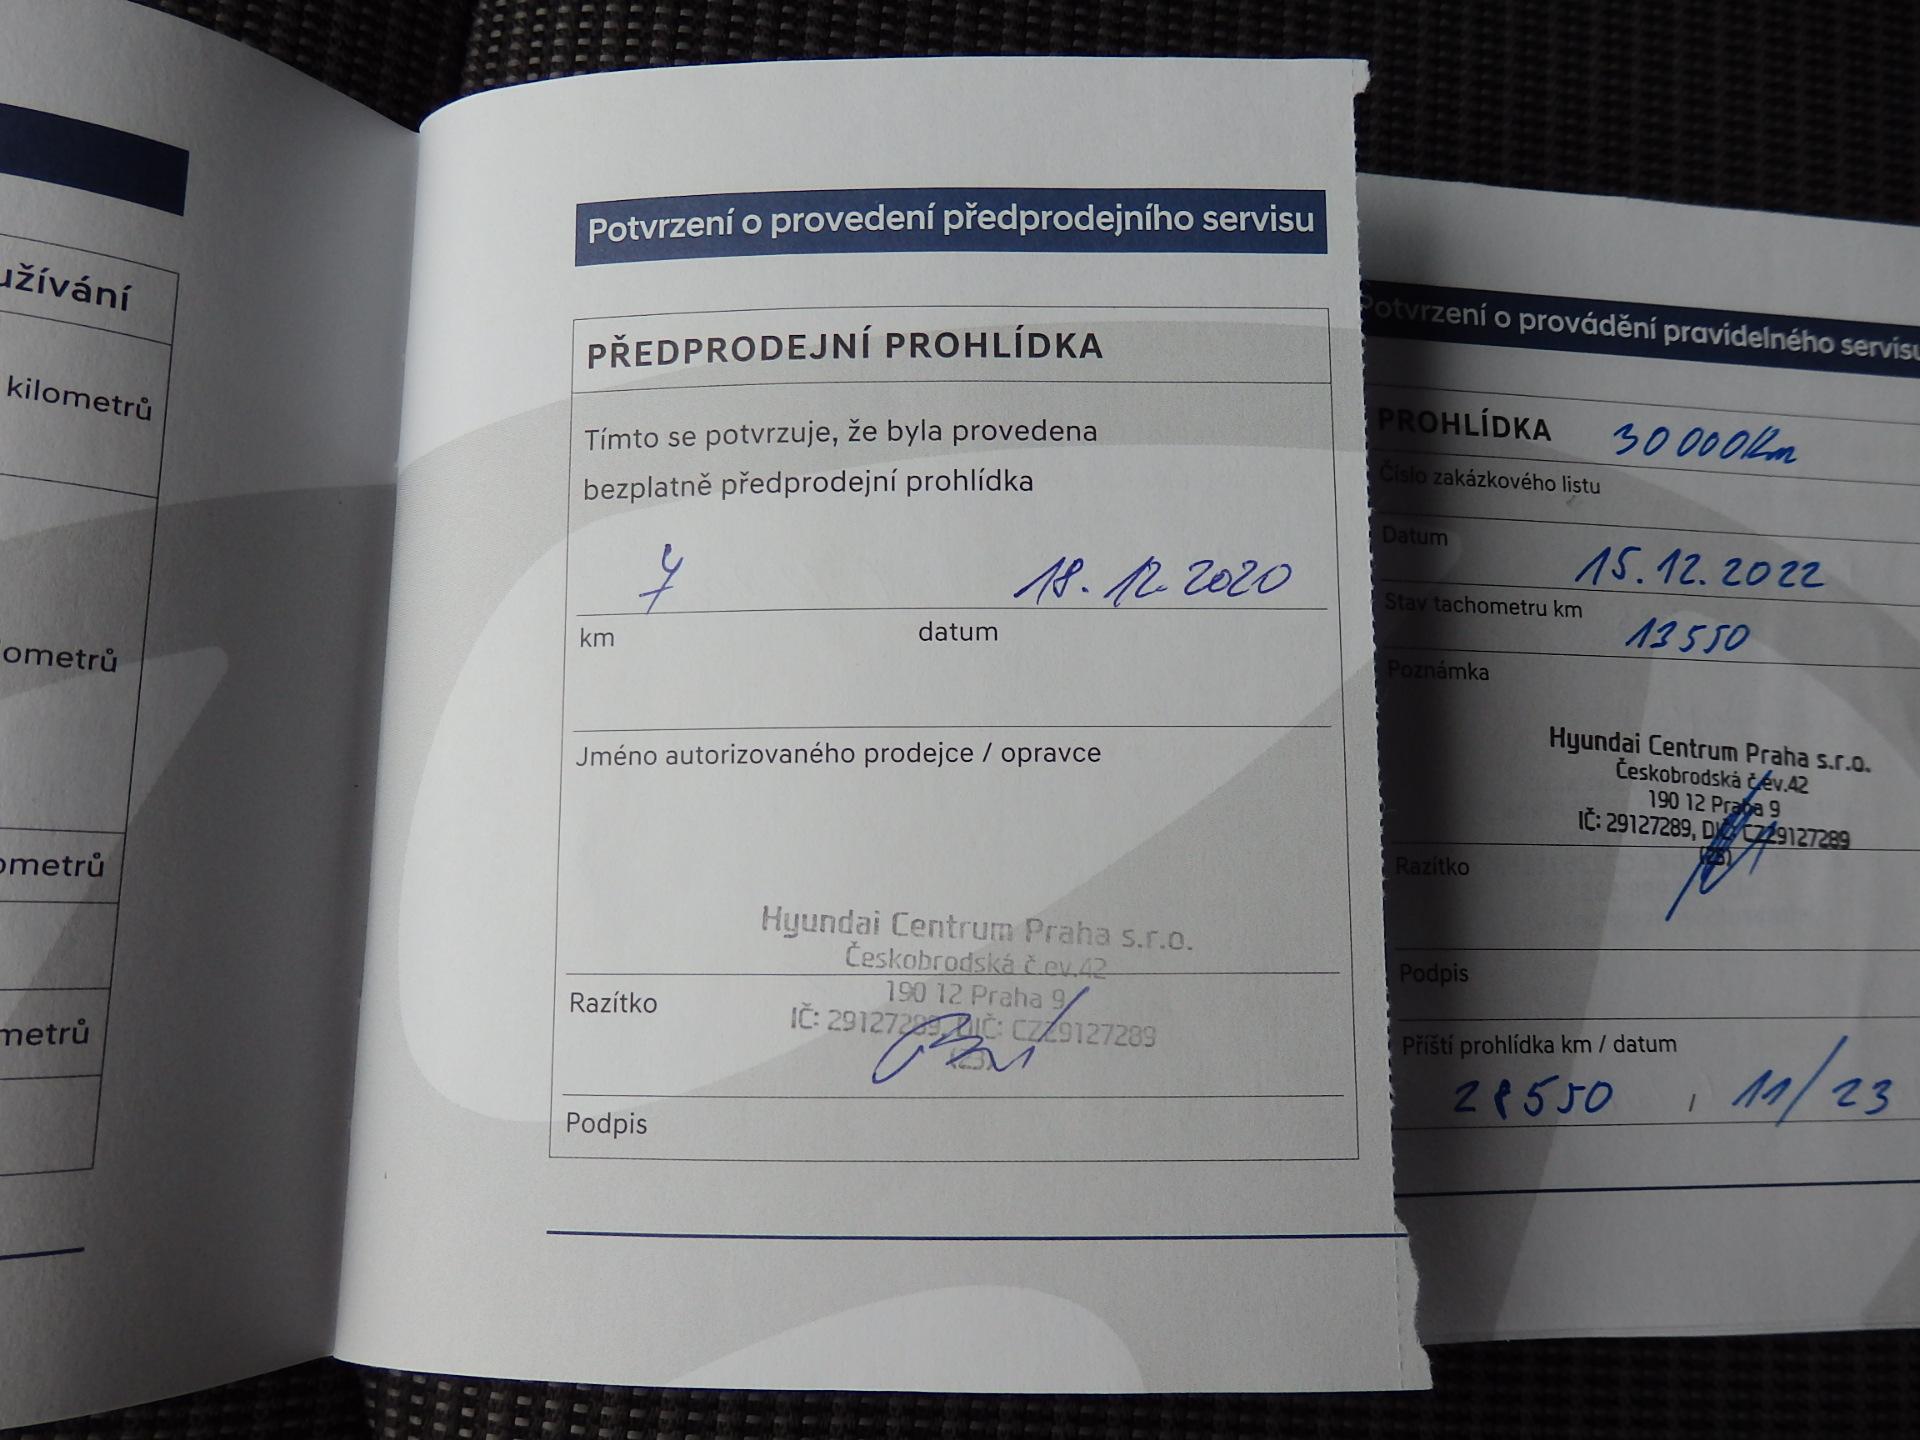 užívání
kilometrů
ometrů
ometrů
metrů
Potvrzení o provedení předprodejního servisu
PŘEDPRODEJNÍ PROHLÍDKA
Tímto se potvrzuje, že byla provedena
bezplatně předprodejní prohlídka
7 18.12.2020
km datum
Jméno autorizovaného prodejce / opravce
Hyundai Centrum Praha s.r.o.
Českobrodská č.ev.42
190 12 Praha 9
Razítko
IČ: 29127289, DIČ: CZ29127289
(23)
Podpis
Potvrzení o provádění pravidelného servisu
PROHLÍDKA 30 000 km
Číslo zakázkového listu
Datum 15.12.2022
Stav tachometru km 13550
Poznámka
Hyundai Centrum Praha s.r.o.
Českobrodská č.ev.42
190 12 Praha 9
IČ: 29127289, DIČ: CZ29127289
Razítko
Podpis
Příští prohlídka km / datum
28550 / 11/23